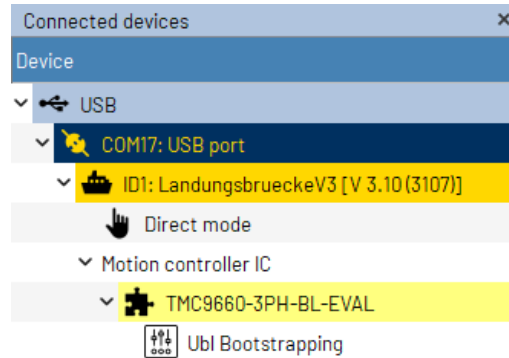 Connected devices
Device
USB
COM17: USB port
ID1: LandungsbrueckeV3 [V 3.10 (3107)]
Direct mode
Motion controller IC
TMC9660-3PH-BL-EVAL
Ubl Bootstrapping